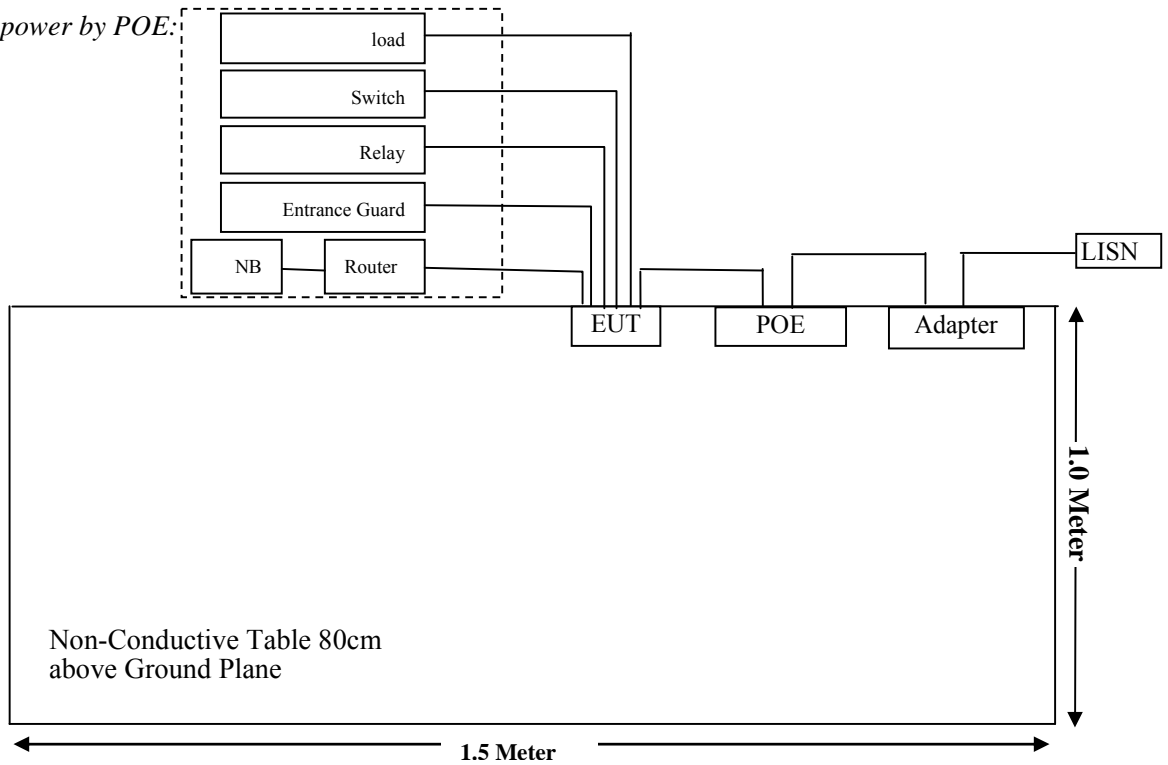 power by POE:
load
Switch
Relay
Entrance Guard
NB
Router
LISN
EUT
POE
Adapter
1.0 Meter
Non-Conductive Table 80cm
above Ground Plane
1.5 Meter